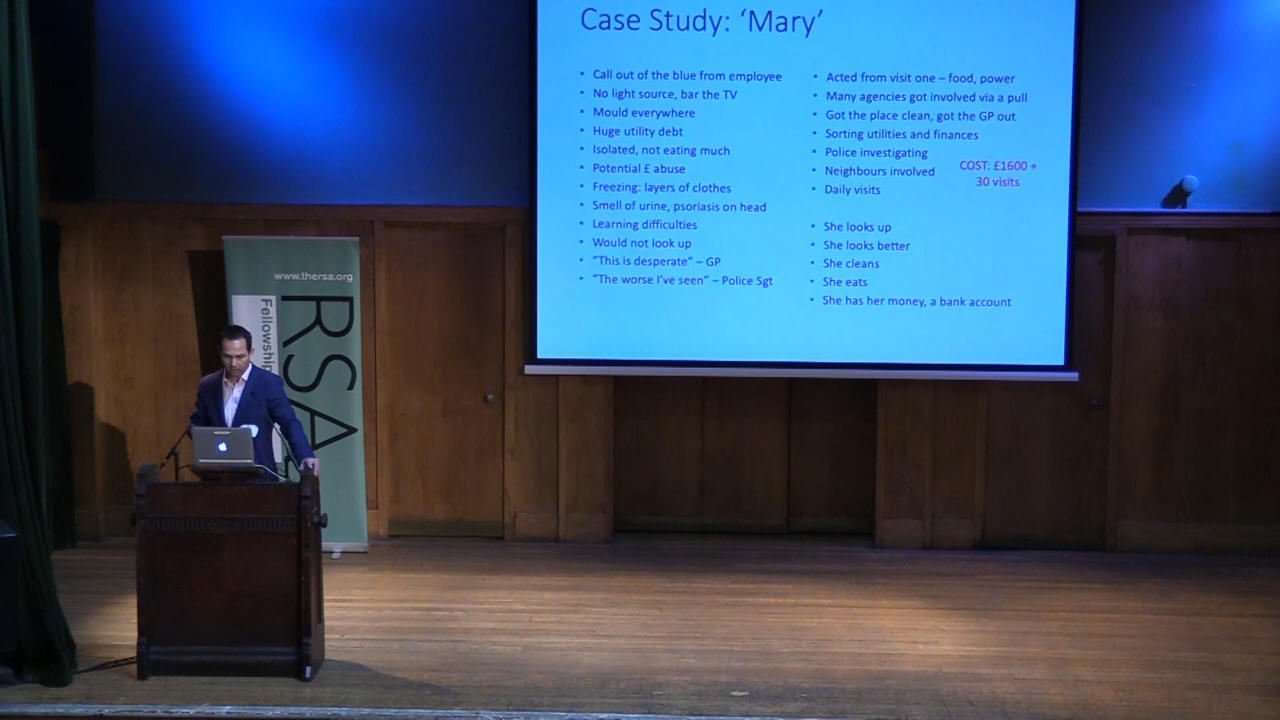 Case Study: ‘Mary’
• Call out of the blue from employee
• No light source, bar the TV
• Mould everywhere
• Huge utility debt
• Isolated, not eating much
• Potential £ abuse
• Freezing: layers of clothes
• Smell of urine, psoriasis on head
• Learning difficulties
• Would not look up
• “This is desperate” – GP
• “The worse I’ve seen” – Police Sgt
• Acted from visit one – food, power
• Many agencies got involved via a pull
• Got the place clean, got the GP out
• Sorting utilities and finances
• Police investigating
• Neighbours involved
• Daily visits
COST: £1600 +
30 visits
• She looks up
• She looks better
• She cleans
• She eats
• She has her money, a bank account
www.thersa.org
RSA
Fellowship